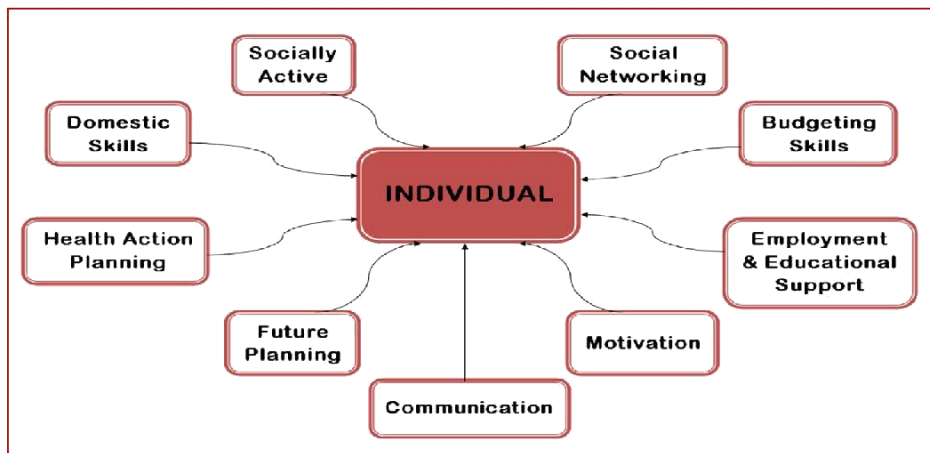 Socially
Active
Social
Networking
Domestic
Skills
Budgeting
Skills
INDIVIDUAL
Health Action
Planning
Employment
& Educational
Support
Future
Planning
Motivation
Communication